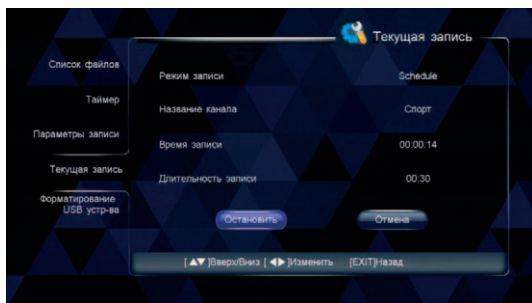 Текущая запись
Список файлов
Таймер
Параметры записи
Текущая запись
Форматирование
USB устр-ва
Режим записи Schedule
Название канала Спорт
Время записи 00:00:14
Длительность записи 00:30
Остановить Отмена
[▲▼]Вверх/Вниз [◀▶]Изменить [EXIT]Назад